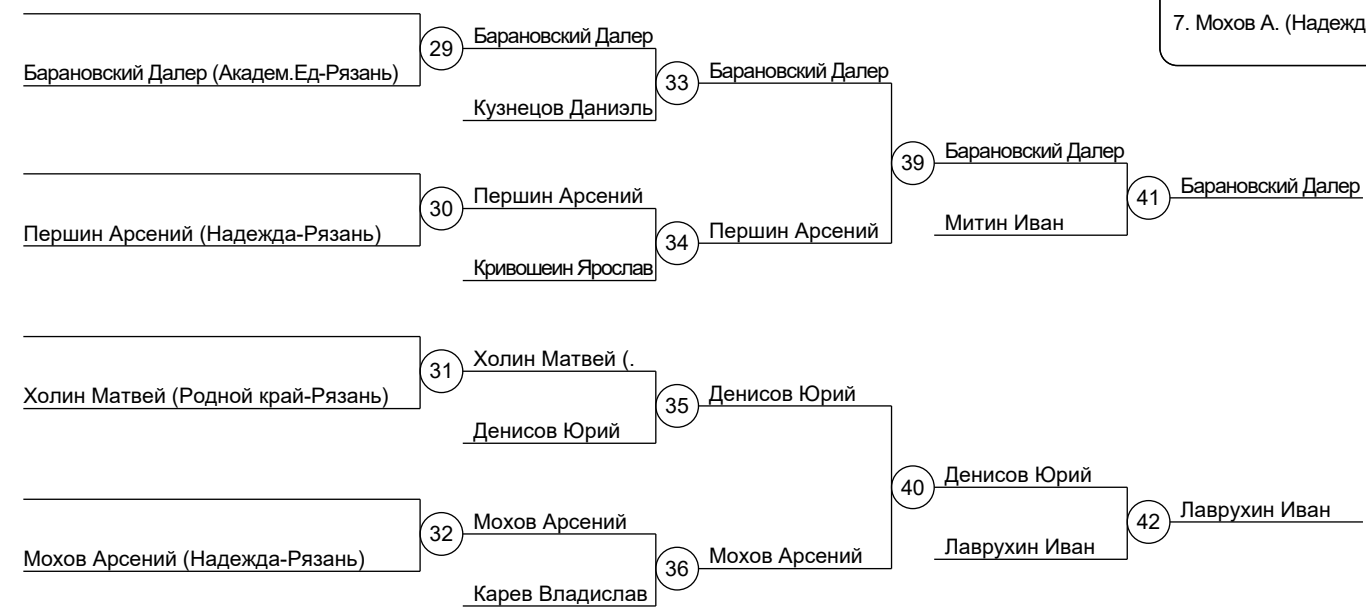 7. Мохов А. (Надежд
29
Барановский Далер
Барановский Далер (Академ.Ед-Рязань)
33
Барановский Далер
Кузнецов Даниэль
39
Барановский Далер
30
Першин Арсений
41
Барановский Далер
Першин Арсений (Надежда-Рязань)
34
Першин Арсений
Митин Иван
Кривошеин Ярослав
31
Холин Матвей (.
Холин Матвей (Родной край-Рязань)
35
Денисов Юрий
Денисов Юрий
40
Денисов Юрий
32
Мохов Арсений
42
Лаврухин Иван
Мохов Арсений (Надежда-Рязань)
36
Мохов Арсений
Лаврухин Иван
Карев Владислав